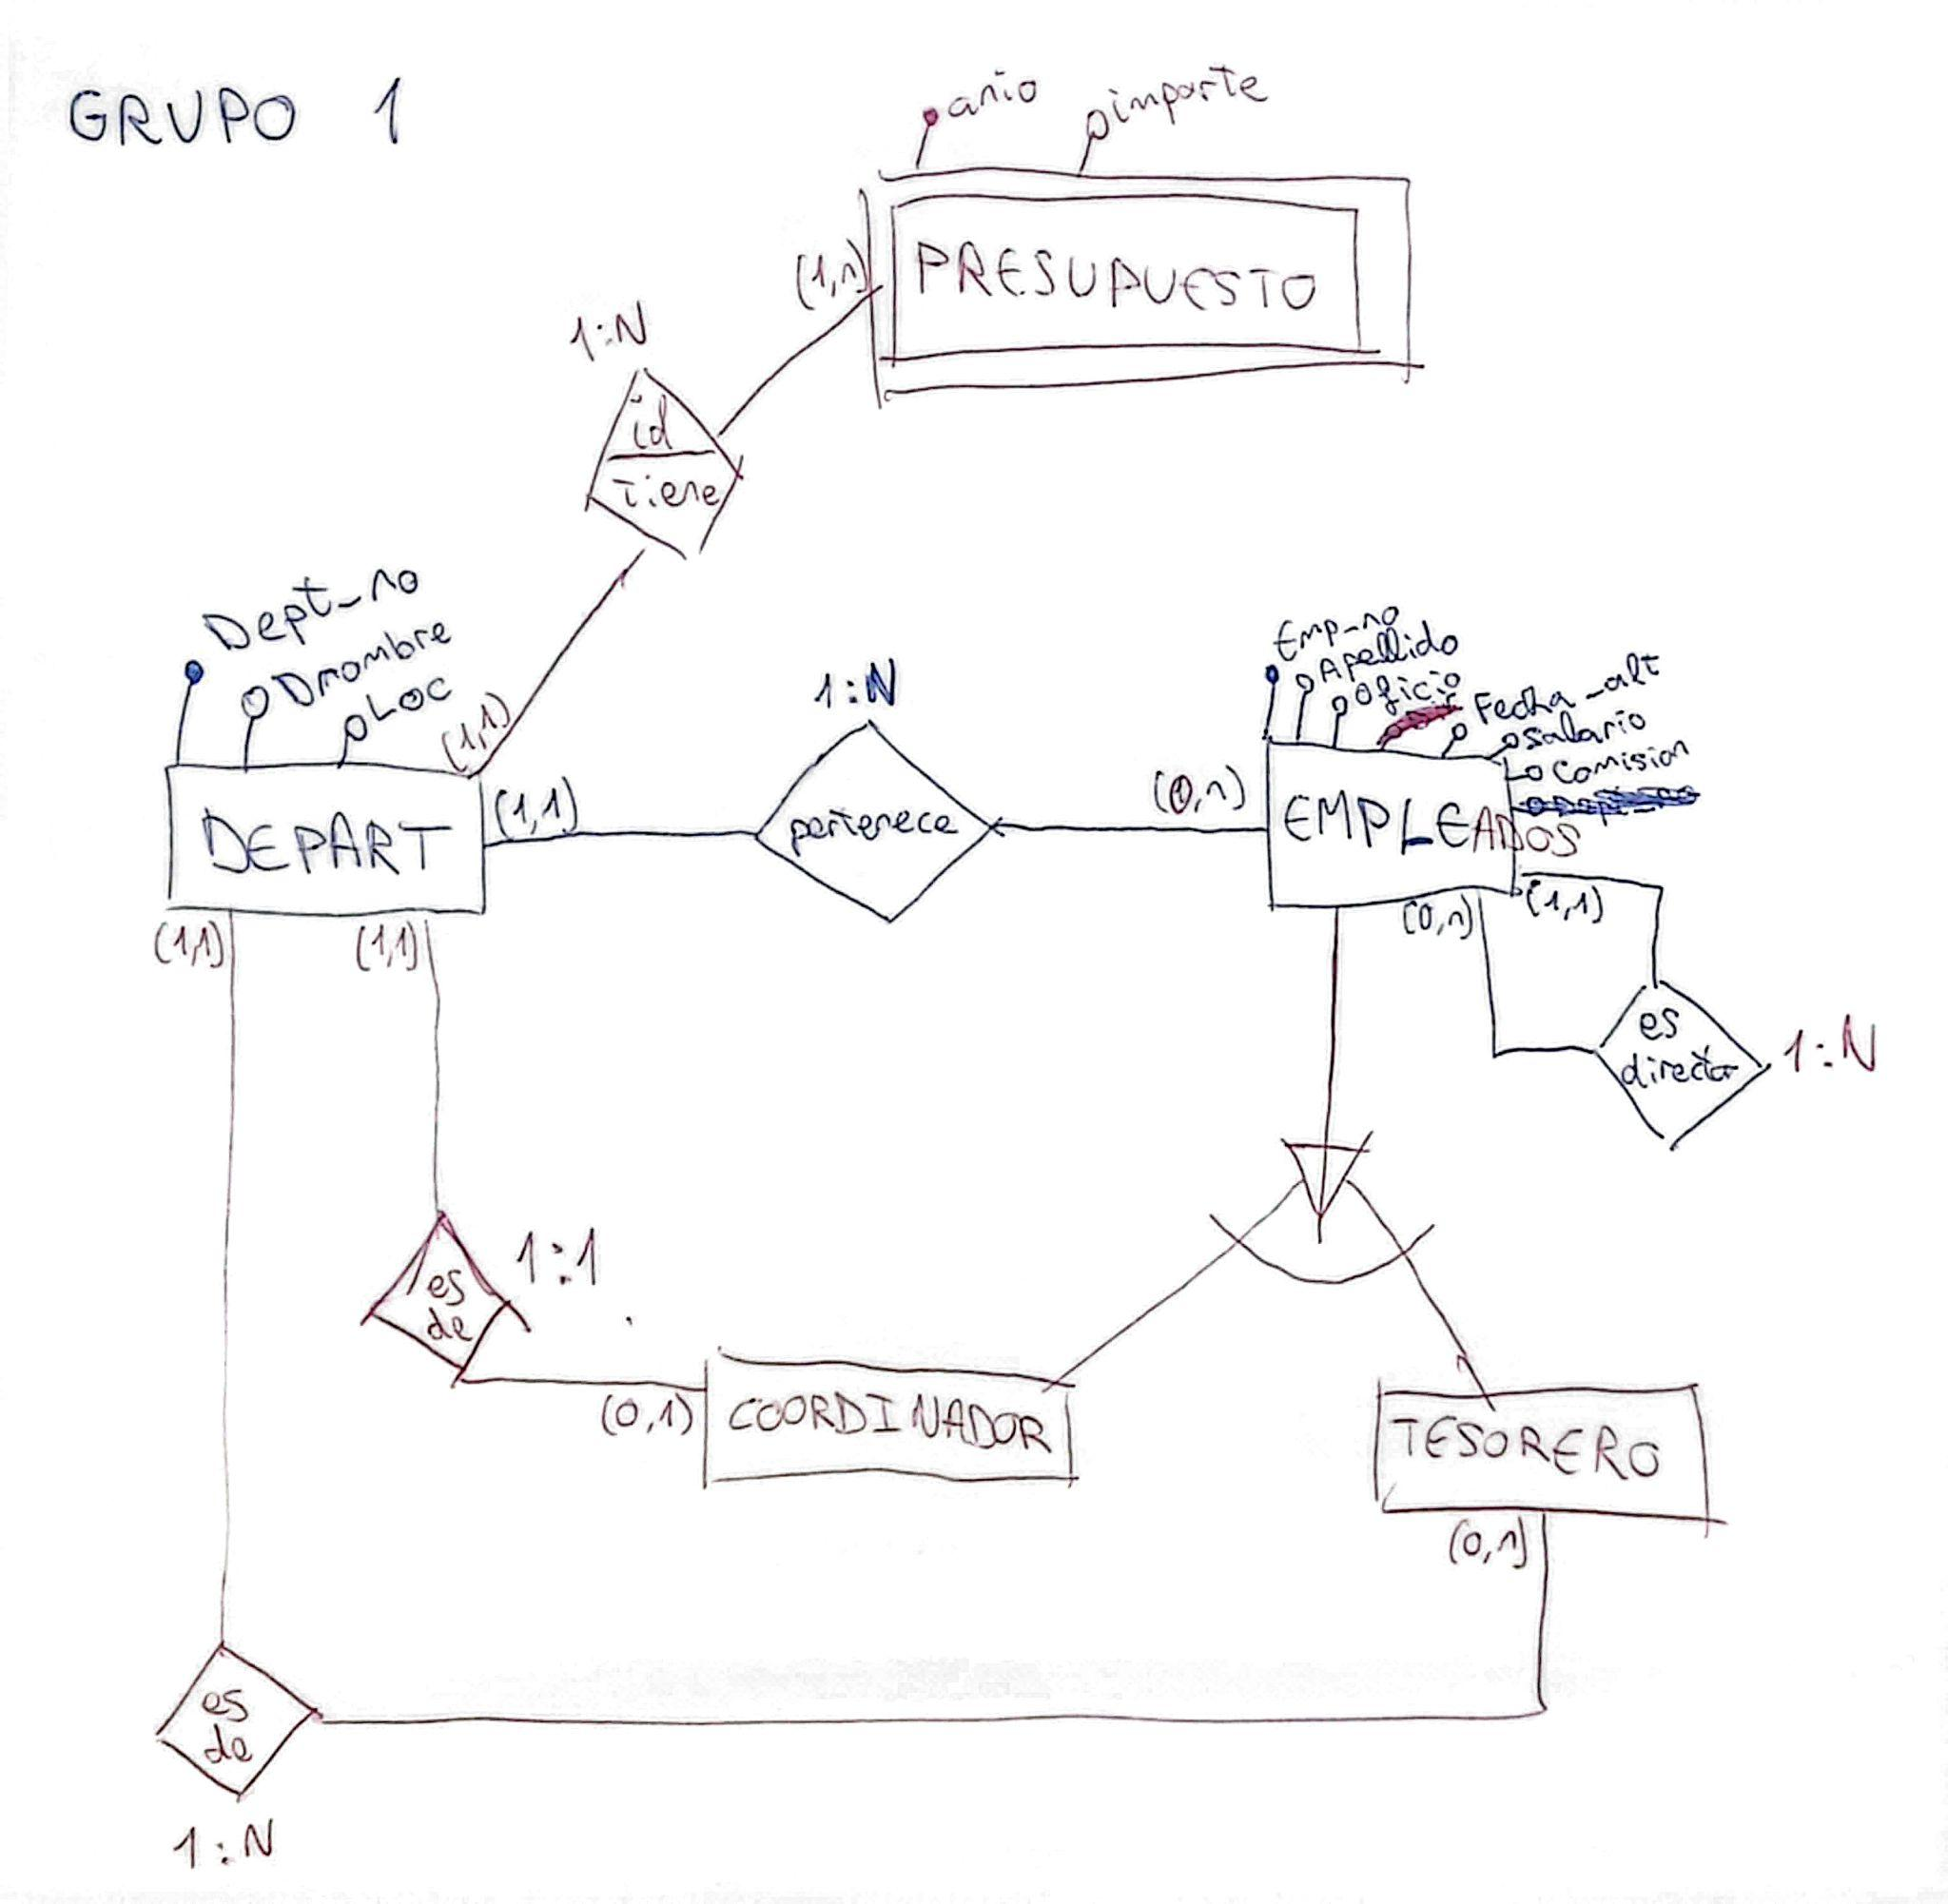 GRUPO 1
año
importe
PRESUPUESTO
(1,n)
1:N
id
Tiene
Dept_no
Dnombre
Loc
(1,1)
DEPART
(1,1)
1:N
pertenece
(0,n)
Emp_no
Apellido
Oficio
Fecha_alt
Salario
Comision
EMPLEADOS
(1,1)
(1,1)
(0,n)
(1,1)
es
director
1:N
es
de
1:1
(0,1)
COORDINADOR
TESORERO
(0,n)
es
de
1:N